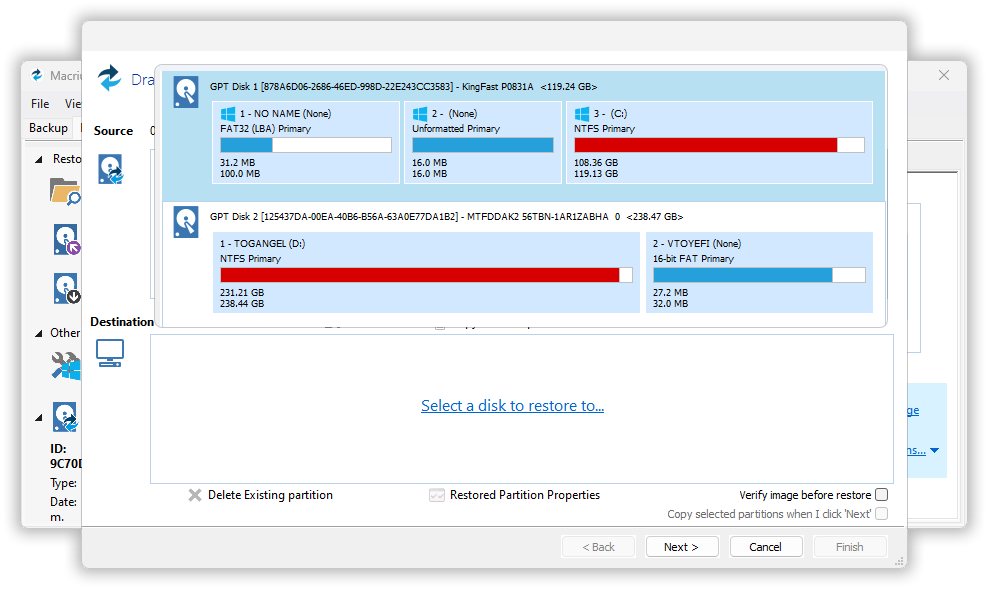 Macriu
File Vie
Backup
Resto
Other
ID:
9C70D
Type:
Date:
m.
Dra
Source 0
GPT Disk 1 [878A6D06-2686-46ED-998D-22E243CC3583] - KingFast P0831A <119.24 GB>
1 - NO NAME (None)
FAT32 (LBA) Primary
31.2 MB
100.0 MB
2 - (None)
Unformatted Primary
16.0 MB
16.0 MB
3 - (C:)
NTFS Primary
108.36 GB
119.13 GB
GPT Disk 2 [125437DA-00EA-40B6-B56A-63A0E77DA1B2] - MTFDDAK2 56TBN-1AR1ZABHA 0 <238.47 GB>
1 - TOGANGEL (D:)
NTFS Primary
231.21 GB
238.44 GB
2 - VTOYEFI (None)
16-bit FAT Primary
27.2 MB
32.0 MB
Destination
Select a disk to restore to...
Delete Existing partition
Restored Partition Properties
Verify image before restore
Copy selected partitions when I click 'Next'
< Back
Next >
Cancel
Finish
ge
ns...